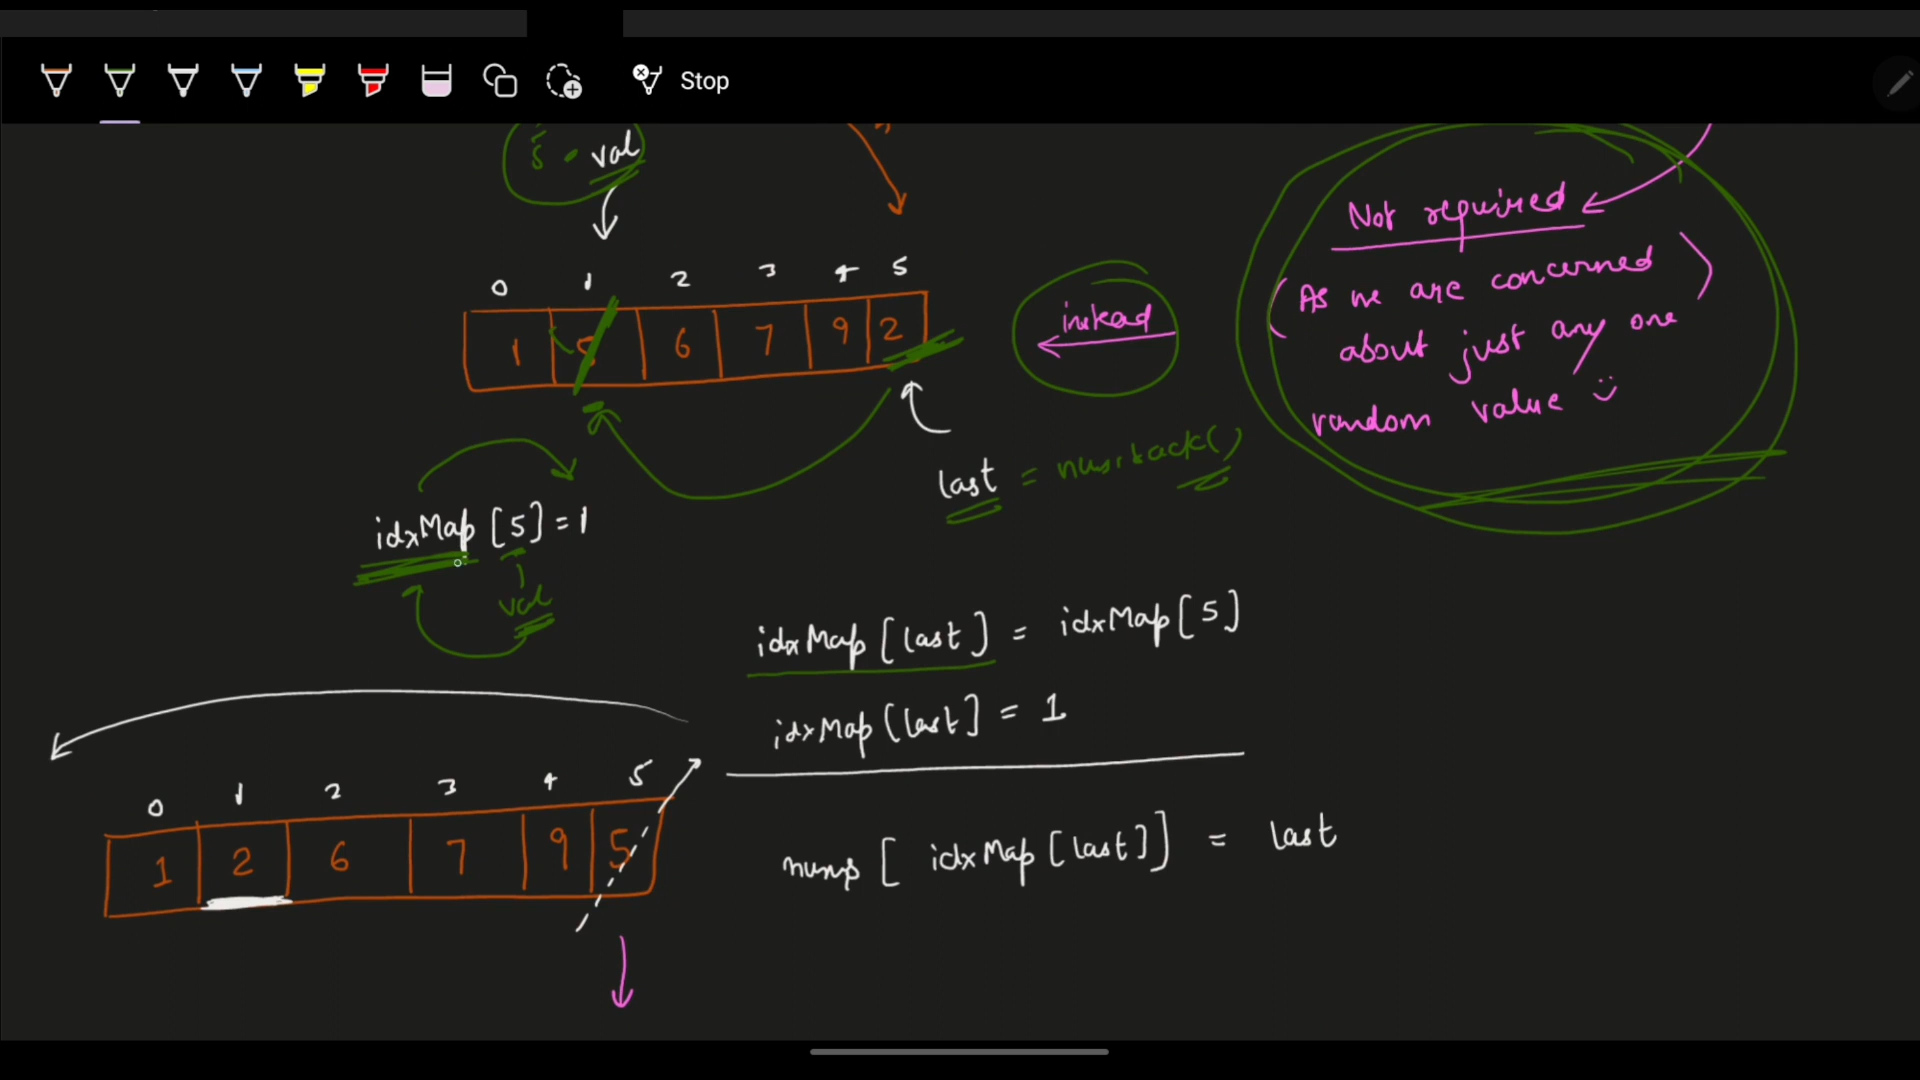 Stop
5 • val
0 1 2 3 4 5
1 5 6 7 9 2
instead
Not required
(As we are concerned
about just any one
random value)
last = nums.back()
idxMap [5] = 1
val
idxMap [last] = idxMap[5]
idxMap [last] = 1
0 1 2 3 4 5
1 2 6 7 9 5
nums [ idxMap [last] ] = last